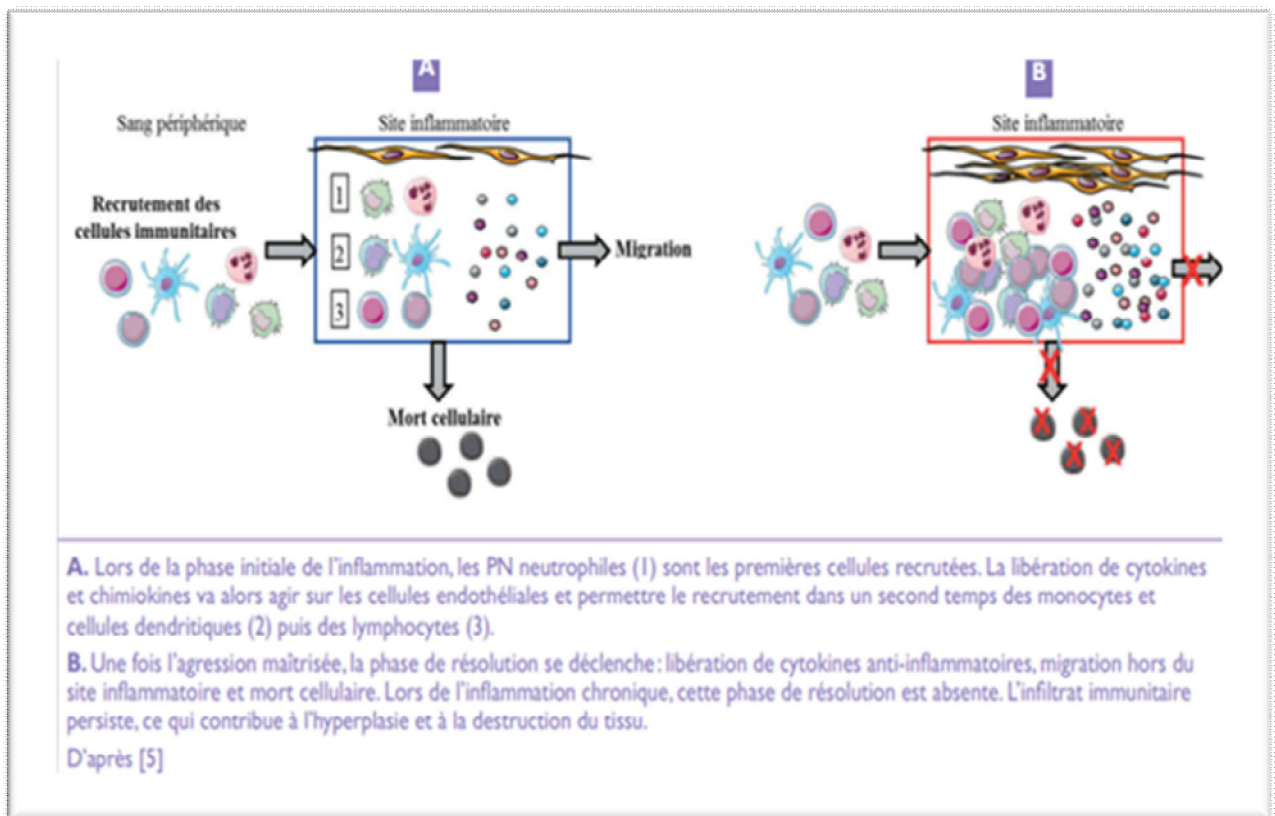 A
B
Sang périphérique
Site inflammatoire
Site inflammatoire
Recrutement des
cellules immunitaires
1
2
3
Migration
Mort cellulaire
A. Lors de la phase initiale de l'inflammation, les PN neutrophiles (1) sont les premières cellules recrutées. La libération de cytokines
et chimiokines va alors agir sur les cellules endothéliales et permettre le recrutement dans un second temps des monocytes et
cellules dendritiques (2) puis des lymphocytes (3).
B. Une fois l'agression maîtrisée, la phase de résolution se déclenche : libération de cytokines anti-inflammatoires, migration hors du
site inflammatoire et mort cellulaire. Lors de l'inflammation chronique, cette phase de résolution est absente. L'infiltrat immunitaire
persiste, ce qui contribue à l'hyperplasie et à la destruction du tissu.
D'après [5]